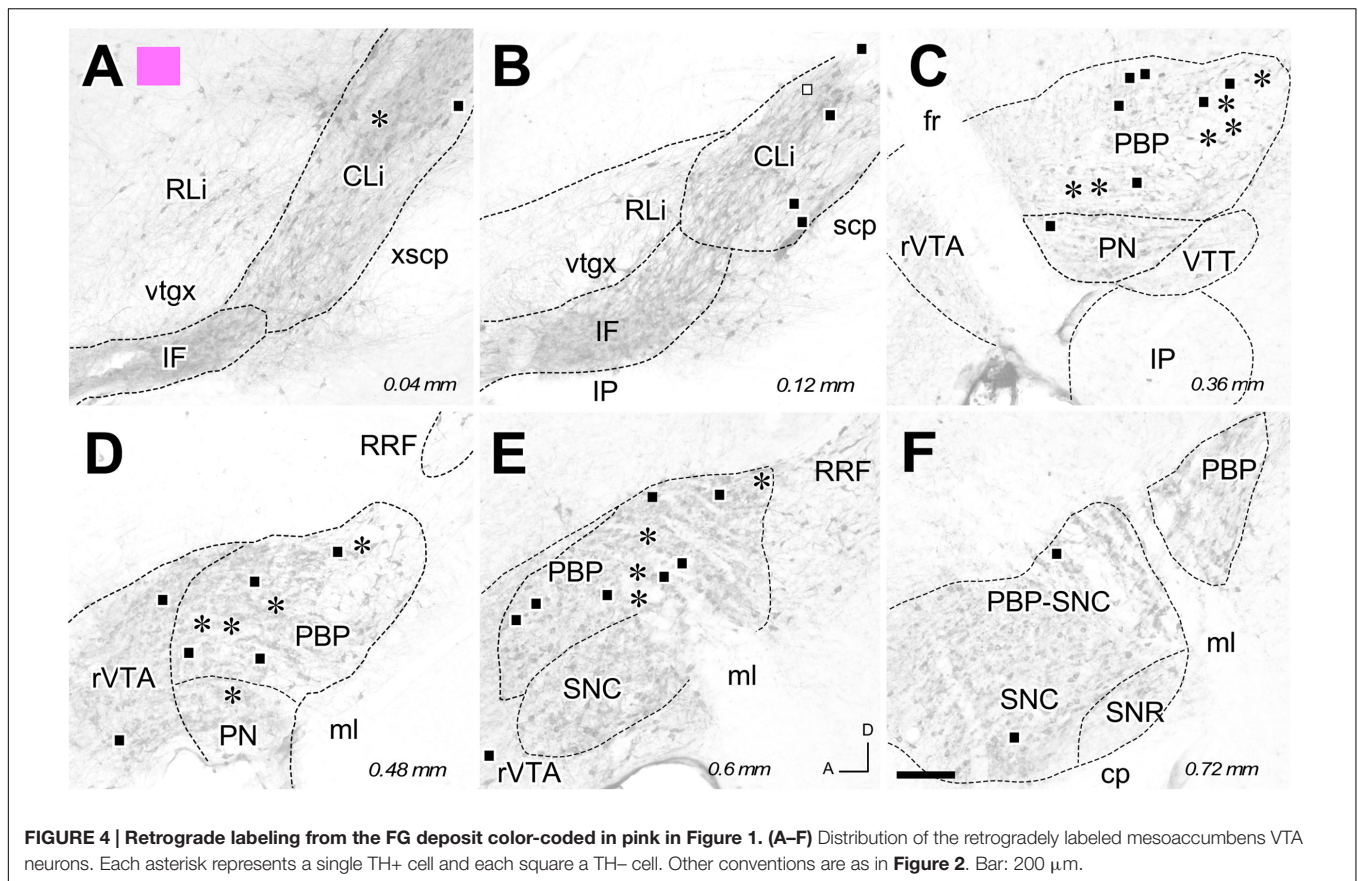 A
*
CLi
RLi
xscp
vtgx
IF
0.04 mm
B
CLi
RLi
scp
vtgx
IF
IP
0.12 mm
C
fr
*
*
PBP
* *
* *
rVTA
PN
VTT
IP
0.36 mm
D
RRF
*
*
* *
PBP
rVTA
*
PN
ml
0.48 mm
E
RRF
*
*
PBP
*
*
SNC
ml
D
A
rVTA
0.6 mm
F
PBP
PBP-SNC
ml
SNC
SNR
cp
0.72 mm
FIGURE 4 | Retrograde labeling from the FG deposit color-coded in pink in Figure 1. (A–F) Distribution of the retrogradely labeled mesoaccumbens VTA
neurons. Each asterisk represents a single TH+ cell and each square a TH– cell. Other conventions are as in Figure 2. Bar: 200 μm.